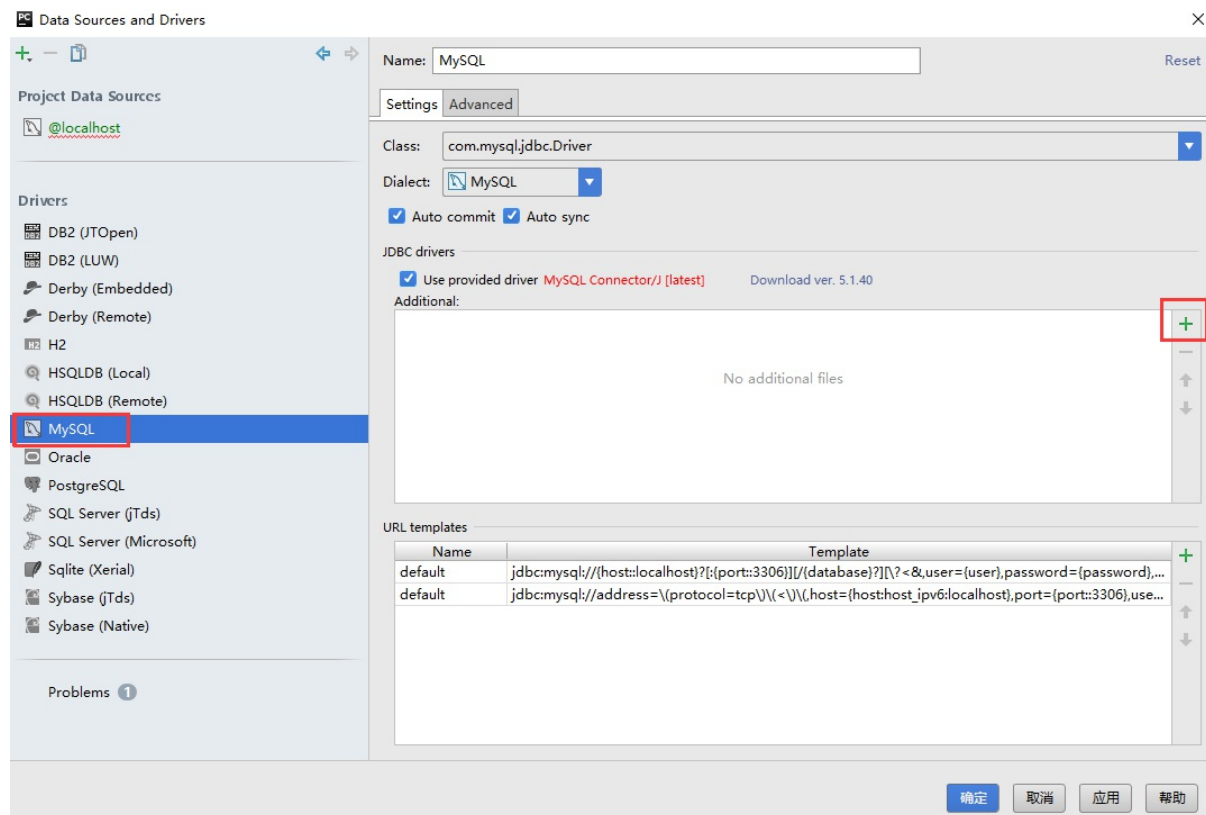 PC Data Sources and Drivers
Project Data Sources
@localhost
Drivers
DB2 (JTOpen)
DB2 (LUW)
Derby (Embedded)
Derby (Remote)
H2 H2
HSQLDB (Local)
HSQLDB (Remote)
MySQL
Oracle
PostgreSQL
SQL Server (jTds)
SQL Server (Microsoft)
Sqlite (Xerial)
Sybase (jTds)
Sybase (Native)
Problems 1
Name: MySQL Reset
Settings Advanced
Class: com.mysql.jdbc.Driver
Dialect: MySQL
Auto commit Auto sync
JDBC drivers
Use provided driver MySQL Connector/J [latest] Download ver. 5.1.40
Additional:
No additional files
URL templates
Name Template
default jdbc:mysql://{host::localhost}?[:{port::3306}][/{database}?][\?<&,user={user},password={password},...
default jdbc:mysql://address=\(protocol=tcp\)\(<\)\(,host={host:host_ipv6:localhost},port={port::3306},use...
确定 取消 应用 帮助